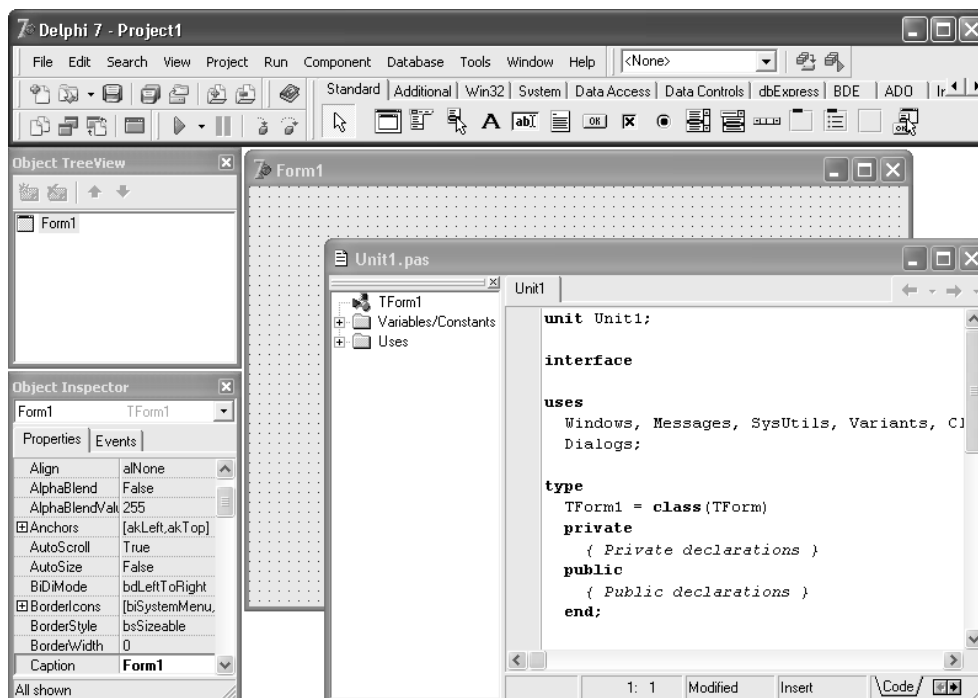 Delphi 7 - Project1
File Edit Search View Project Run Component Database Tools Window Help <None>
Standard Additional Win32 System Data Access Data Controls dbExpress BDE ADO
Object TreeView
Form1
Form1
Unit1.pas
TForm1
Variables/Constants
Uses
Unit1
unit Unit1;
interface
uses
Windows, Messages, SysUtils, Variants, Cl
Dialogs;
type
TForm1 = class(TForm)
private
{ Private declarations }
public
{ Public declarations }
end;
1: 1 Modified Insert Code
Object Inspector
Form1 TForm1
Properties Events
Align alNone
AlphaBlend False
AlphaBlendValu 255
Anchors [akLeft,akTop]
AutoScroll True
AutoSize False
BiDiMode bdLeftToRight
BorderIcons [biSystemMenu,
BorderStyle bsSizeable
BorderWidth 0
Caption Form1
All shown